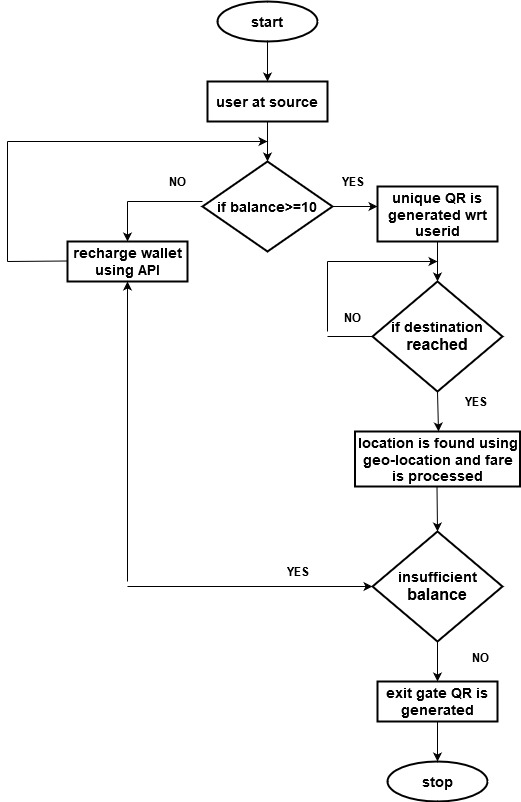 start
user at source
NO
YES
if balance>=10
unique QR is
generated wrt
userid
recharge wallet
using API
NO
if destination
reached
YES
location is found using
geo-location and fare
is processed
YES
insufficient
balance
NO
exit gate QR is
generated
stop